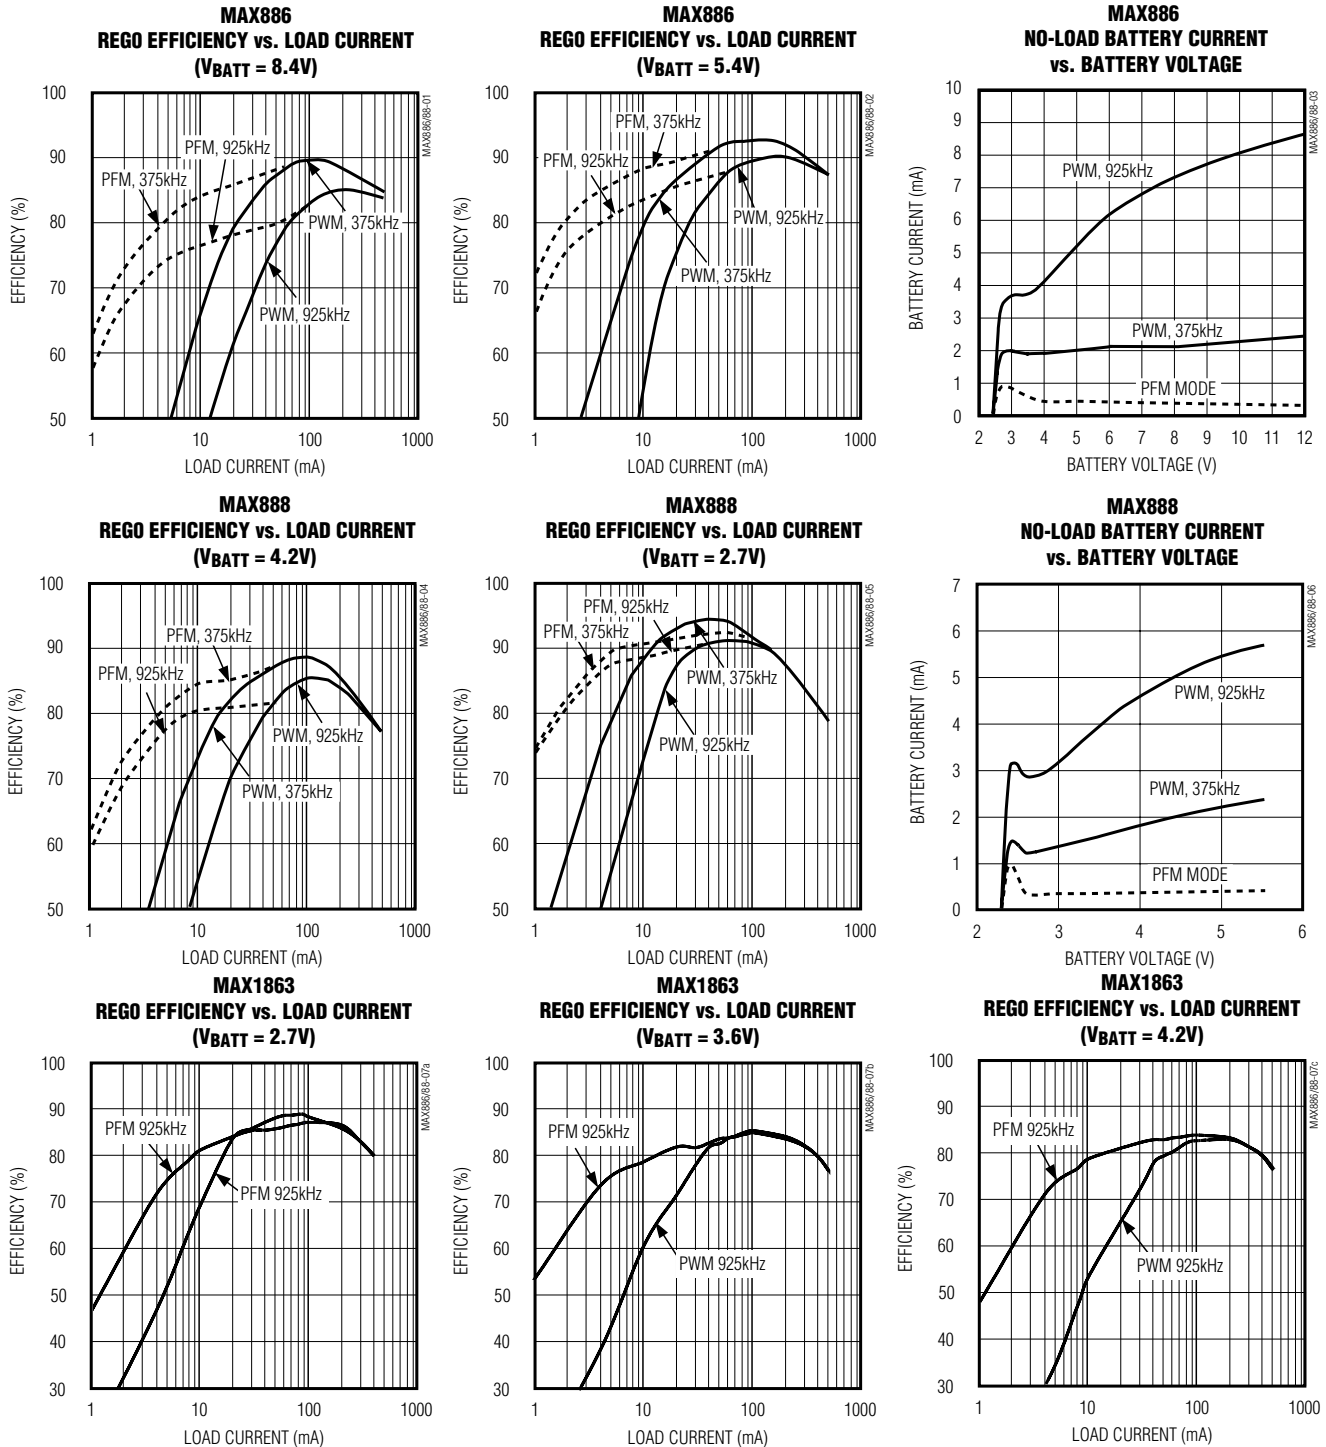 MAX886
REGO EFFICIENCY vs. LOAD CURRENT
(VBATT = 8.4V)
EFFICIENCY (%)
100
90
80
70
60
50
PFM, 925kHz
PFM, 375kHz
PWM, 375kHz
PWM, 925kHz
MAX886/88-01
1 10 100 1000
LOAD CURRENT (mA)
MAX886
REGO EFFICIENCY vs. LOAD CURRENT
(VBATT = 5.4V)
EFFICIENCY (%)
100
90
80
70
60
50
PFM, 375kHz
PFM, 925kHz
PWM, 925kHz
PWM, 375kHz
MAX886/88-02
1 10 100 1000
LOAD CURRENT (mA)
MAX886
NO-LOAD BATTERY CURRENT
vs. BATTERY VOLTAGE
BATTERY CURRENT (mA)
10
9
8
7
6
5
4
3
2
1
0
PWM, 925kHz
PWM, 375kHz
PFM MODE
MAX886/88-03
2 3 4 5 6 7 8 9 10 11 12
BATTERY VOLTAGE (V)
MAX888
REGO EFFICIENCY vs. LOAD CURRENT
(VBATT = 4.2V)
EFFICIENCY (%)
100
90
80
70
60
50
PFM, 375kHz
PFM, 925kHz
PWM, 925kHz
PWM, 375kHz
MAX886/88-04
1 10 100 1000
LOAD CURRENT (mA)
MAX888
REGO EFFICIENCY vs. LOAD CURRENT
(VBATT = 2.7V)
EFFICIENCY (%)
100
90
80
70
60
50
PFM, 925kHz
PFM, 375kHz
PWM, 375kHz
PWM, 925kHz
MAX886/88-05
1 10 100 1000
LOAD CURRENT (mA)
MAX888
NO-LOAD BATTERY CURRENT
vs. BATTERY VOLTAGE
BATTERY CURRENT (mA)
7
6
5
4
3
2
1
0
PWM, 925kHz
PWM, 375kHz
PFM MODE
MAX886/88-06
2 3 4 5 6
BATTERY VOLTAGE (V)
MAX1863
REGO EFFICIENCY vs. LOAD CURRENT
(VBATT = 2.7V)
EFFICIENCY (%)
100
90
80
70
60
50
40
30
PFM 925kHz
PFM 925kHz
MAX886/88-07a
1 10 100 1000
LOAD CURRENT (mA)
MAX1863
REGO EFFICIENCY vs. LOAD CURRENT
(VBATT = 3.6V)
EFFICIENCY (%)
100
90
80
70
60
50
40
30
PFM 925kHz
PWM 925kHz
MAX886/88-07b
1 10 100 1000
LOAD CURRENT (mA)
MAX1863
REGO EFFICIENCY vs. LOAD CURRENT
(VBATT = 4.2V)
EFFICIENCY (%)
100
90
80
70
60
50
40
30
PFM 925kHz
PWM 925kHz
MAX886/88-07c
1 10 100 1000
LOAD CURRENT (mA)